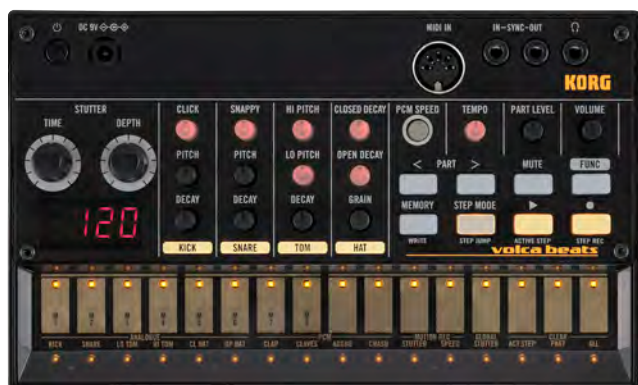 DC 9V
MIDI IN
IN-SYNC-OUT
KORG
STUTTER
TIME
DEPTH
CLICK
SNAPPY
HI PITCH
CLOSED DECAY
PCM SPEED
TEMPO
PART LEVEL
VOLUME
PITCH
PITCH
LO PITCH
OPEN DECAY
< PART >
MUTE
FUNC
DECAY
DECAY
DECAY
GRAIN
MEMORY
STEP MODE
120
KICK
SNARE
TOM
HAT
WRITE
STEP JUMP
ACTIVE STEP
STEP REC
volca beats
ANALOGUE
PCM
MOTION REC
GLOBAL
CLEAR
KICK
SNARE
LO TOM
HI TOM
CL HAT
OP HAT
CLAP
CLAVES
AGOGO
CRASH
STUTTER
SPEED
STUTTER
ACT.STEP
PART
ALL